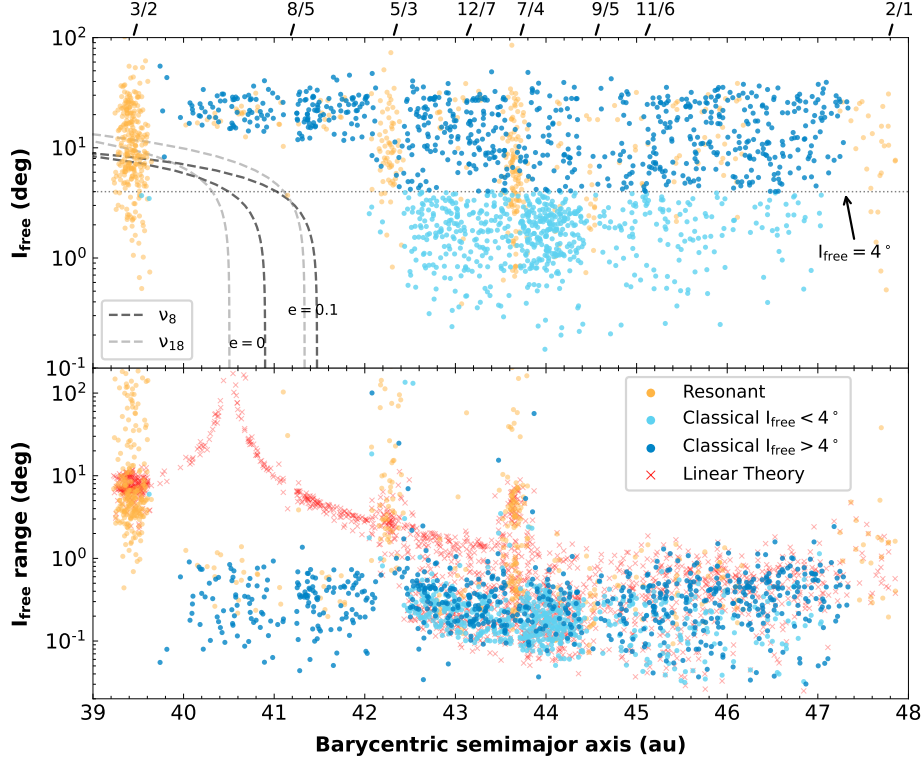 3/2 8/5 5/3 12/7 7/4 9/5 11/6 2/1
10²
10¹
10⁰
10⁻¹
I_free (deg)
I_free = 4°
e = 0.1
e = 0
ν₈
ν₁₈
10²
10¹
10⁰
10⁻¹
I_free range (deg)
Resonant
Classical I_free < 4°
Classical I_free > 4°
Linear Theory
39 40 41 42 43 44 45 46 47 48
Barycentric semimajor axis (au)